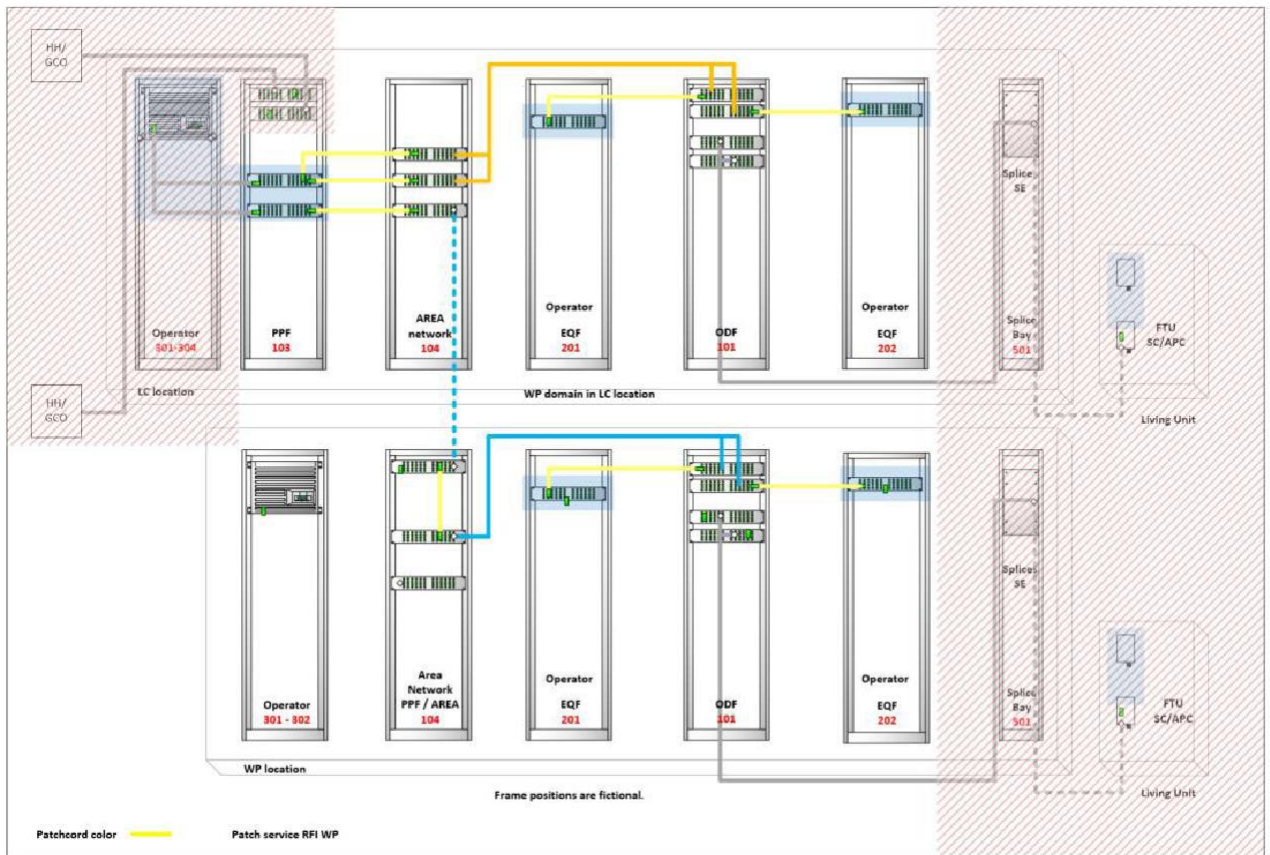 HH/
GCO
Operator
301-304
PPF
103
AREA
network
104
Operator
EQF
201
ODF
101
Operator
EQF
202
Splices
SE
Splice
Bay
501
FTU
SC/APC
Living Unit
HH/
GCO
LC location
WP domain in LC location
Operator
301 - 302
Area
Network
PPF / AREA
104
Operator
EQF
201
ODF
101
Operator
EQF
202
Splices
SE
Splice
Bay
501
FTU
SC/APC
Living Unit
WP location
Frame positions are fictional.
Patchcord color
Patch service RFI WP